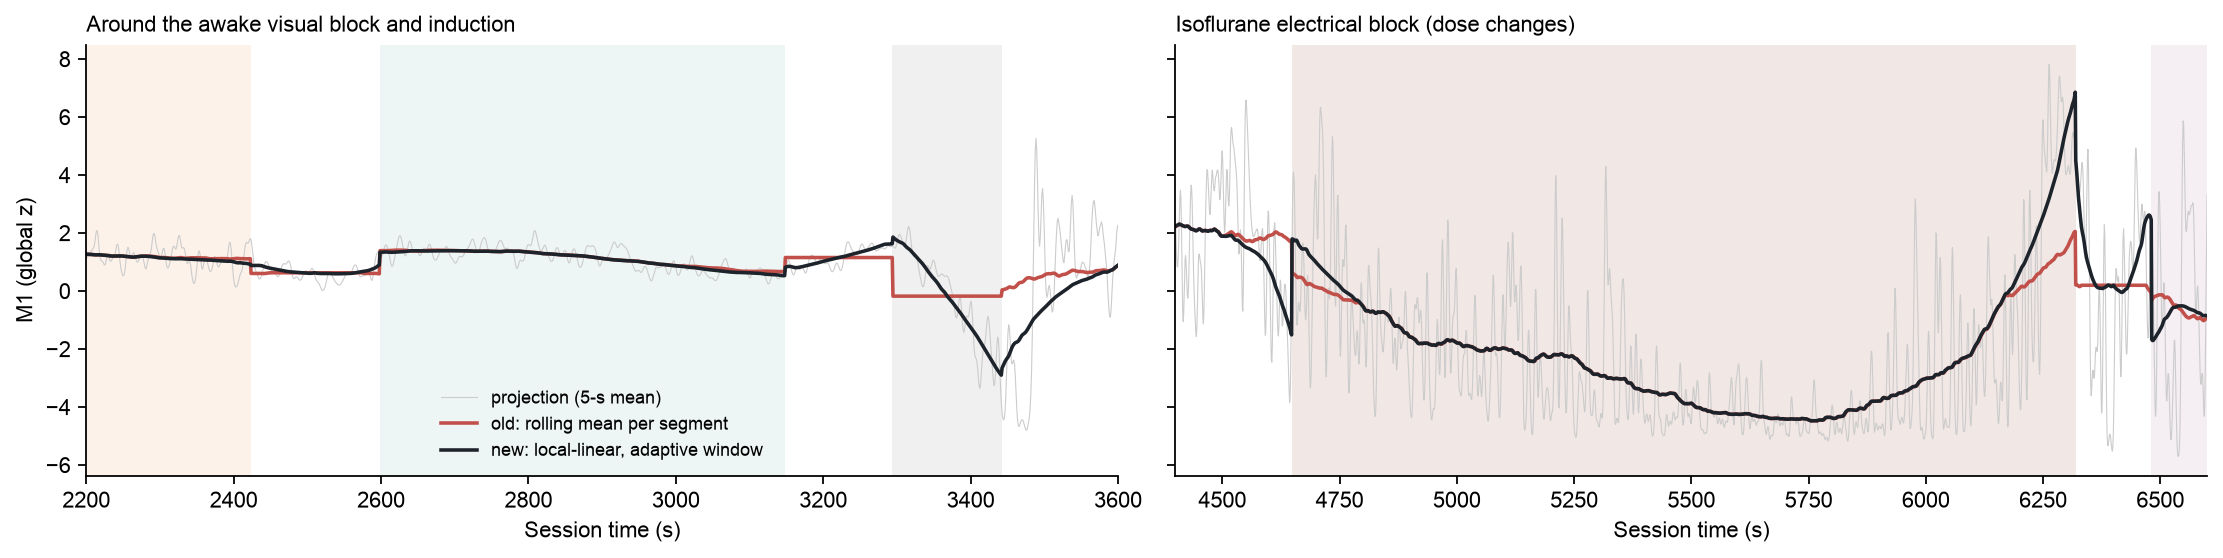 Around the awake visual block and induction
Isoflurane electrical block (dose changes)
M1 (global z)
8
6
4
2
0
−2
−4
−6
projection (5-s mean)
old: rolling mean per segment
new: local-linear, adaptive window
2200 2400 2600 2800 3000 3200 3400 3600
4500 4750 5000 5250 5500 5750 6000 6250 6500
Session time (s)
Session time (s)